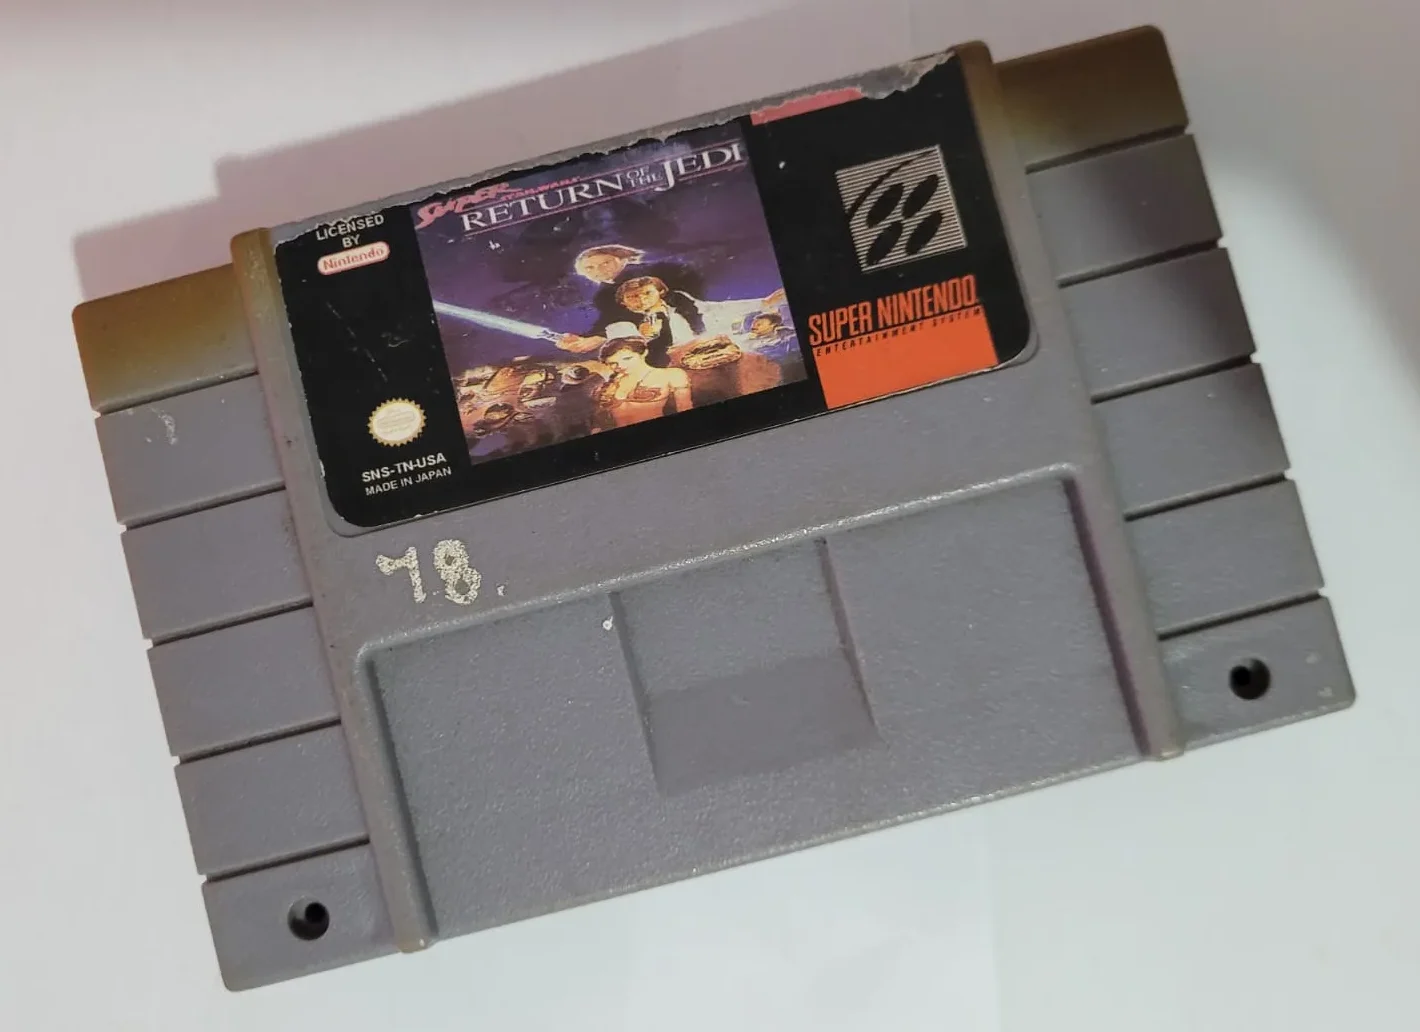 LICENSED
BY
Nintendo
SUPER STAR WARS
RETURN OF THE JEDI
SUPER NINTENDO
ENTERTAINMENT SYSTEM
SNS-TN-USA
MADE IN JAPAN
78.